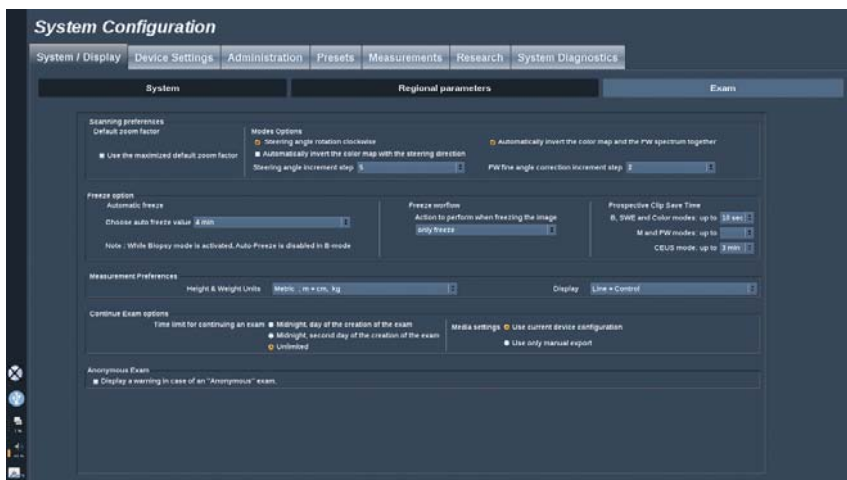 System Configuration
System / Display Device Settings Administration Presets Measurements Research System Diagnostics
System Regional parameters Exam
Scanning preferences
Default zoom factor Modes Options
Steering angle rotation clockwise Automatically invert the color map and the PW spectrum together
Use the maximized default zoom factor Automatically invert the color map with the steering direction
Steering angle increment step 5 PW fine angle correction increment step 2
Freeze option
Automatic freeze Freeze worflow Prospective Clip Save Time
Choose auto freeze value 4 min Action to perform when freezing the image B, SWE and Color modes: up to 10 sec
only freeze M and PW modes: up to
Note : While Biopsy mode is activated, Auto Freeze is disabled in B-mode CEUS mode: up to 3 min
Measurement Preferences
Height & Weight Units Metric : m + cm, kg Display Line + Control
Continue Exam options
Time limit for continuing an exam Midnight, day of the creation of the exam Media settings Use current device configuration
Midnight, second day of the creation of the exam Use only manual export
Unlimited
Anonymous Exam
Display a warning in case of an "Anonymous" exam.